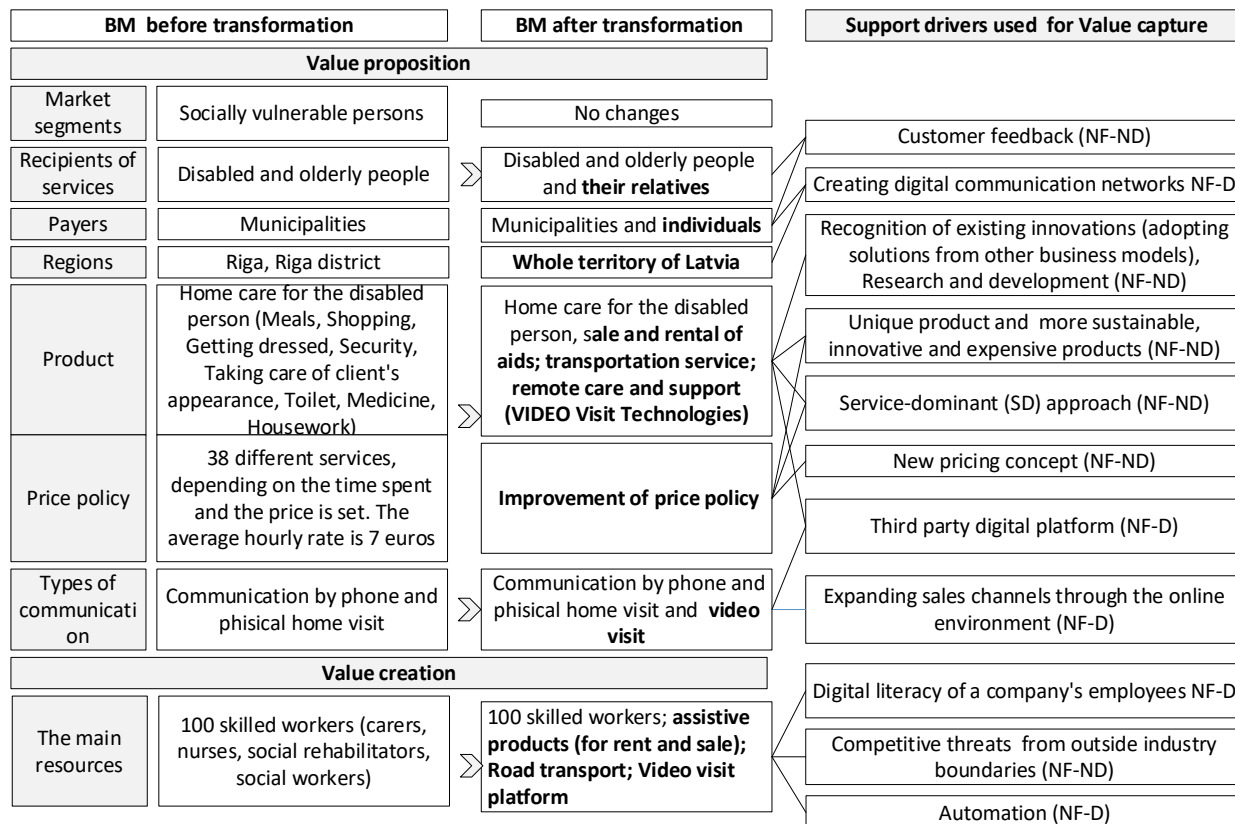 BM before transformation
BM after transformation
Support drivers used for Value capture
Value proposition
Market
segments
Socially vulnerable persons
No changes
Customer feedback (NF-ND)
Recipients of
services
Disabled and olderly people
Disabled and olderly people
and their relatives
Creating digital communication networks NF-D
Payers
Municipalities
Municipalities and individuals
Regions
Riga, Riga district
Whole territory of Latvia
Recognition of existing innovations (adopting
solutions from other business models),
Research and development (NF-ND)
Product
Home care for the disabled
person (Meals, Shopping,
Getting dressed, Security,
Taking care of client's
appearance, Toilet, Medicine,
Housework)
Home care for the disabled
person, sale and rental of
aids; transportation service;
remote care and support
(VIDEO Visit Technologies)
Unique product and more sustainable,
innovative and expensive products (NF-ND)
Service-dominant (SD) approach (NF-ND)
Price policy
38 different services,
depending on the time spent
and the price is set. The
average hourly rate is 7 euros
Improvement of price policy
New pricing concept (NF-ND)
Third party digital platform (NF-D)
Types of
communicati
on
Communication by phone and
phisical home visit
Communication by phone and
phisical home visit and video
visit
Expanding sales channels through the online
environment (NF-D)
Value creation
The main
resources
100 skilled workers (carers,
nurses, social rehabilitators,
social workers)
100 skilled workers; assistive
products (for rent and sale);
Road transport; Video visit
platform
Digital literacy of a company's employees NF-D
Competitive threats from outside industry
boundaries (NF-ND)
Automation (NF-D)